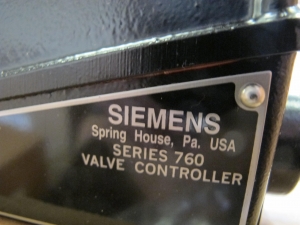 SIEMENS
Spring House, Pa. USA
SERIES 760
VALVE CONTROLLER